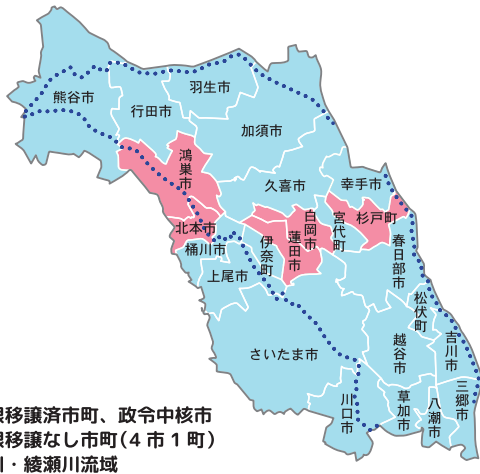 熊谷市
行田市
羽生市
加須市
鴻巣市
久喜市
幸手市
杉戸町
宮代町
白岡市
蓮田市
伊奈町
北本市
桶川市
上尾市
春日部市
松伏町
越谷市
吉川市
さいたま市
川口市
草加市
八潮市
三郷市
移譲済市町、政令中核市
移譲なし市町(4市1町)
・綾瀬川流域